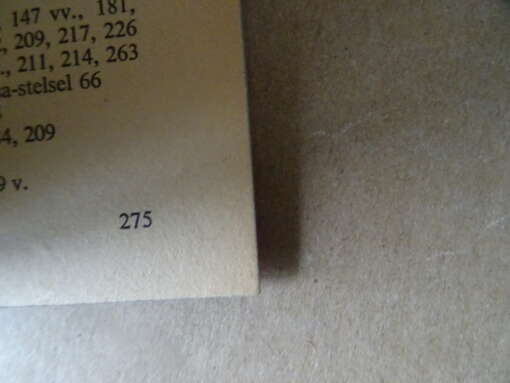 147 vv., 181,
, 209, 217, 226
., 211, 214, 263
a-stelsel 66
4, 209
9 v.
275